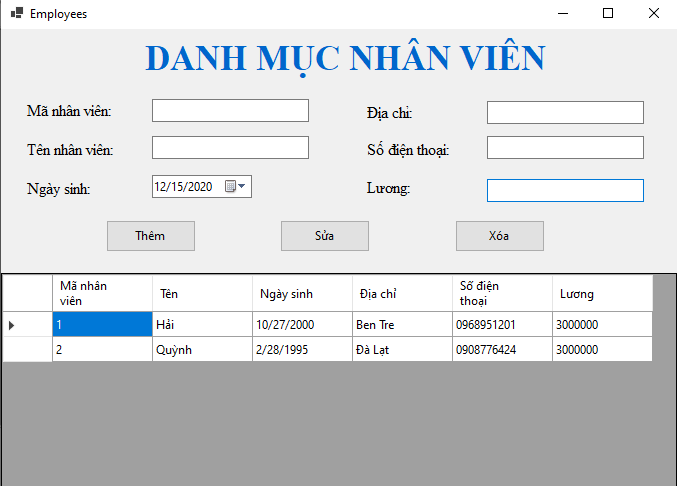 Employees
DANH MỤC NHÂN VIÊN
Mã nhân viên:
Địa chỉ:
Tên nhân viên:
Số điện thoại:
Ngày sinh:
12/15/2020
Lương:
Thêm
Sửa
Xóa
Mã nhân viên
Tên
Ngày sinh
Địa chỉ
Số điện thoại
Lương
1
Hải
10/27/2000
Ben Tre
0968951201
3000000
2
Quỳnh
2/28/1995
Đà Lạt
0908776424
3000000